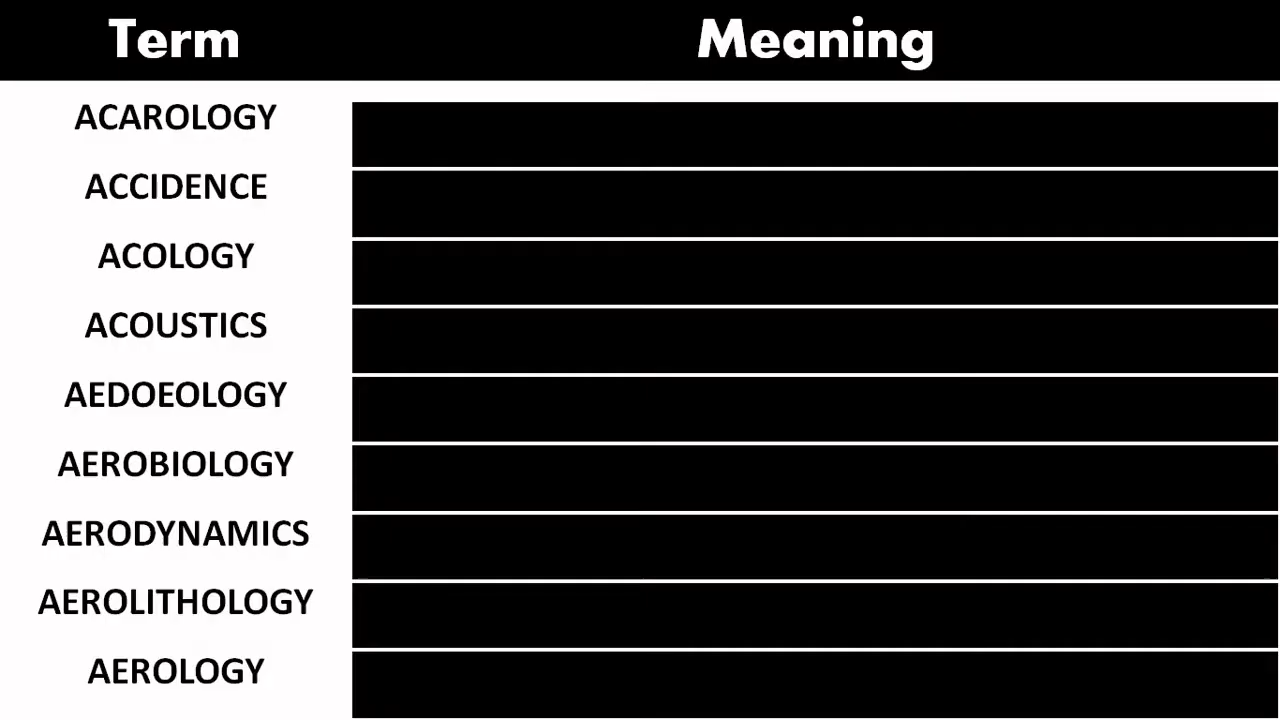 Term Meaning
ACAROLOGY
ACCIDENCE
ACOLOGY
ACOUSTICS
AEDOEOLOGY
AEROBIOLOGY
AERODYNAMICS
AEROLITHOLOGY
AEROLOGY